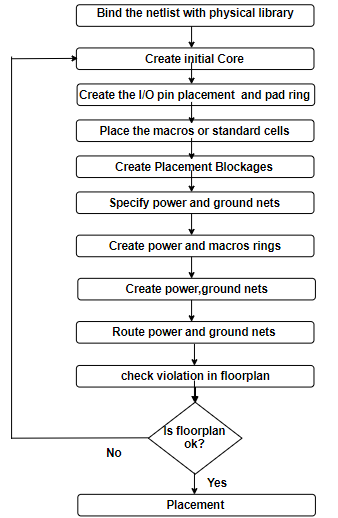 Bind the netlist with physical library
Create initial Core
Create the I/O pin placement and pad ring
Place the macros or standard cells
Create Placement Blockages
Specify power and ground nets
Create power and macros rings
Create power,ground nets
Route power and ground nets
check violation in floorplan
Is floorplan
ok?
No
Yes
Placement